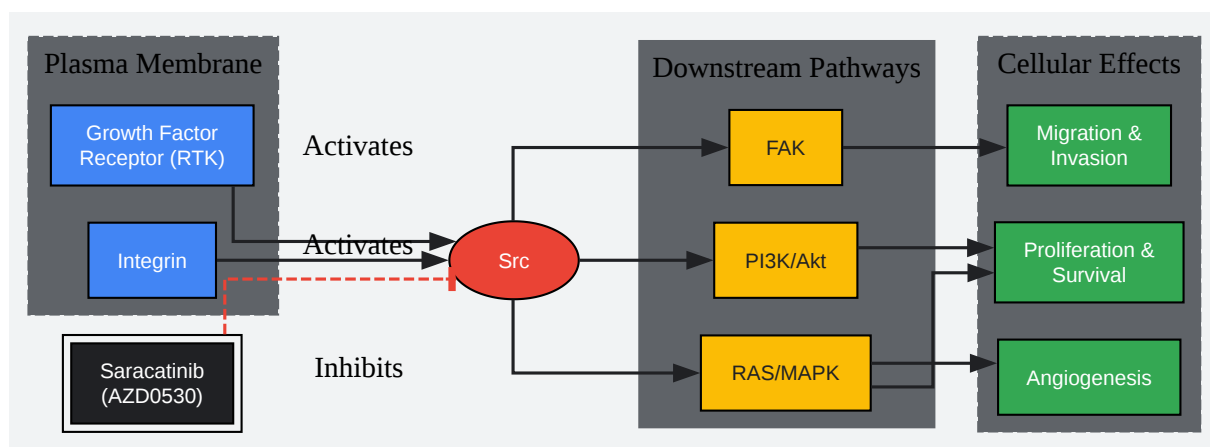 Plasma Membrane
Growth Factor
Receptor (RTK)
Integrin
Saracatinib
(AZD0530)
Activates
Activates
Inhibits
Src
Downstream Pathways
FAK
PI3K/Akt
RAS/MAPK
Cellular Effects
Migration &
Invasion
Proliferation &
Survival
Angiogenesis